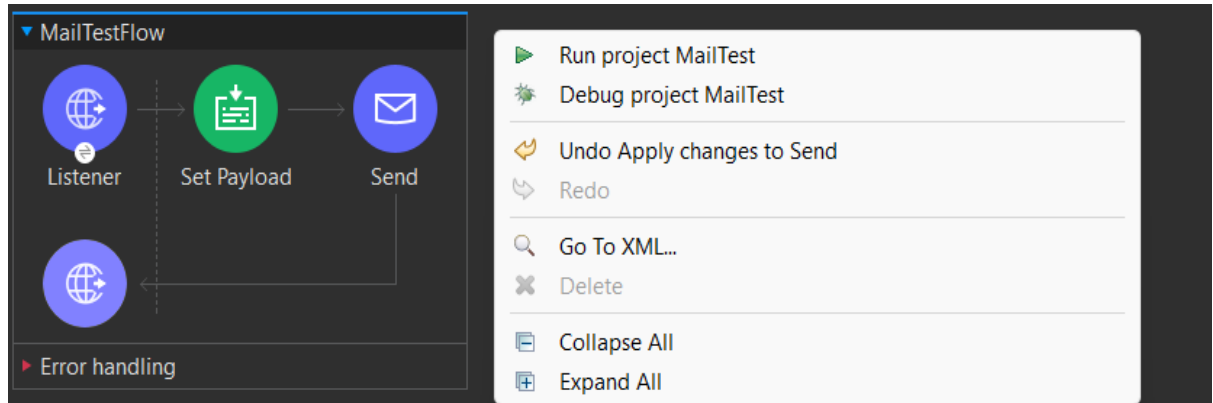 MailTestFlow
Listener
Set Payload
Send
Error handling
Run project MailTest
Debug project MailTest
Undo Apply changes to Send
Redo
Go To XML...
Delete
Collapse All
Expand All